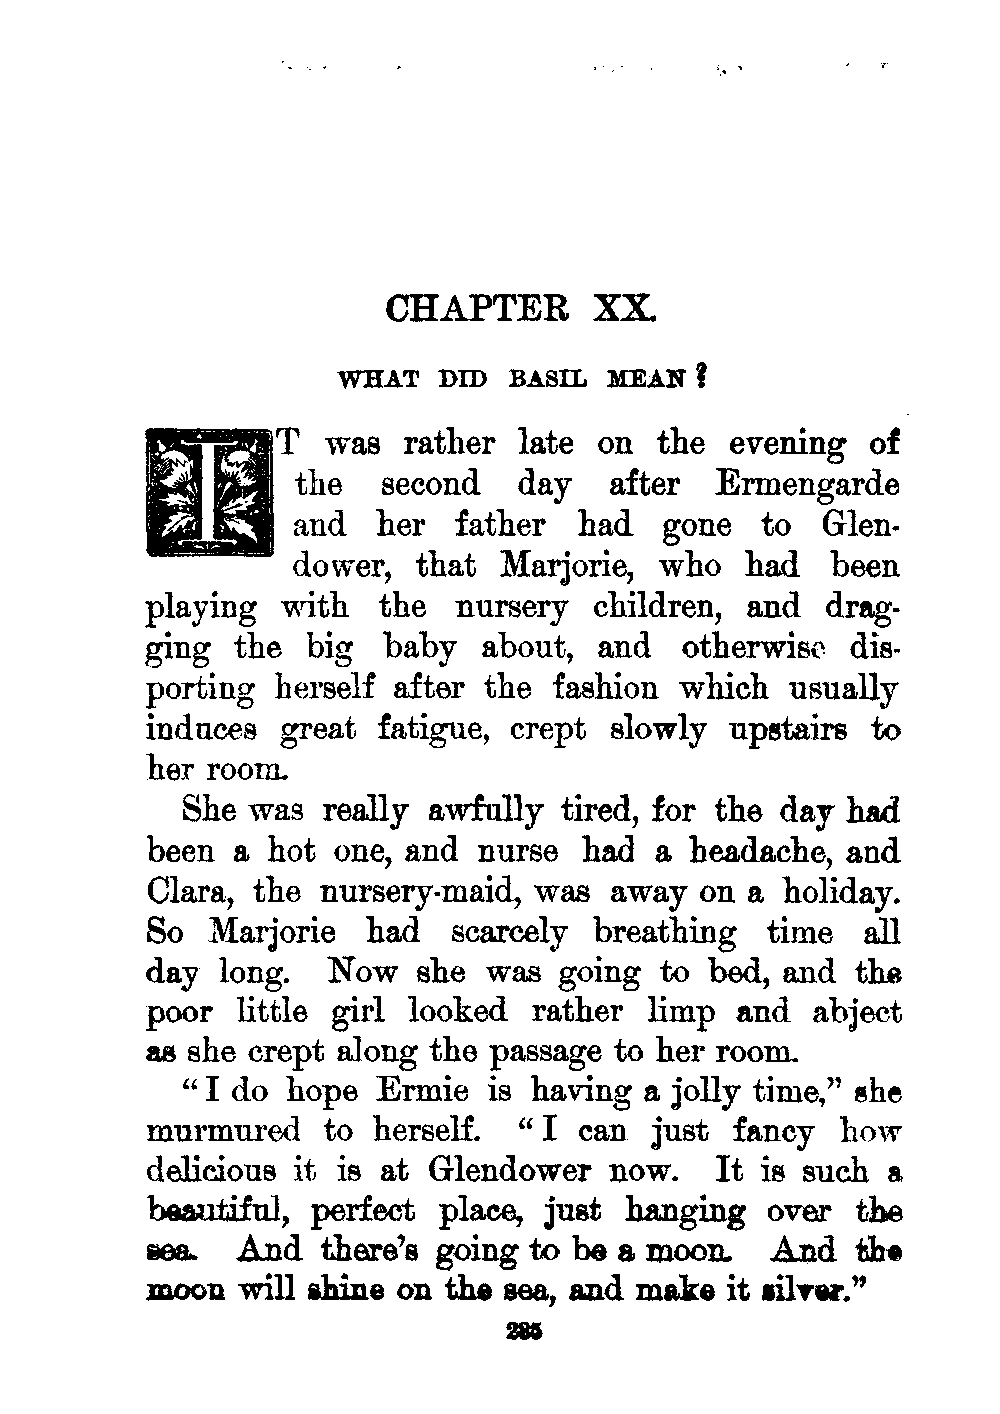 CHAPTER XX.
WHAT DID BASIL MEAN?
IT was rather late on the evening of
the second day after Ermengarde
and her father had gone to Glen-
dower, that Marjorie, who had been
playing with the nursery children, and drag-
ging the big baby about, and otherwise dis-
porting herself after the fashion which usually
induces great fatigue, crept slowly upstairs to
her room.
She was really awfully tired, for the day had
been a hot one, and nurse had a headache, and
Clara, the nursery-maid, was away on a holiday.
So Marjorie had scarcely breathing time all
day long. Now she was going to bed, and the
poor little girl looked rather limp and abject
as she crept along the passage to her room.
"I do hope Ermie is having a jolly time," she
murmured to herself. "I can just fancy how
delicious it is at Glendower now. It is such a
beautiful, perfect place, just hanging over the
sea. And there's going to be a moon. And the
moon will shine on the sea, and make it silver."
285